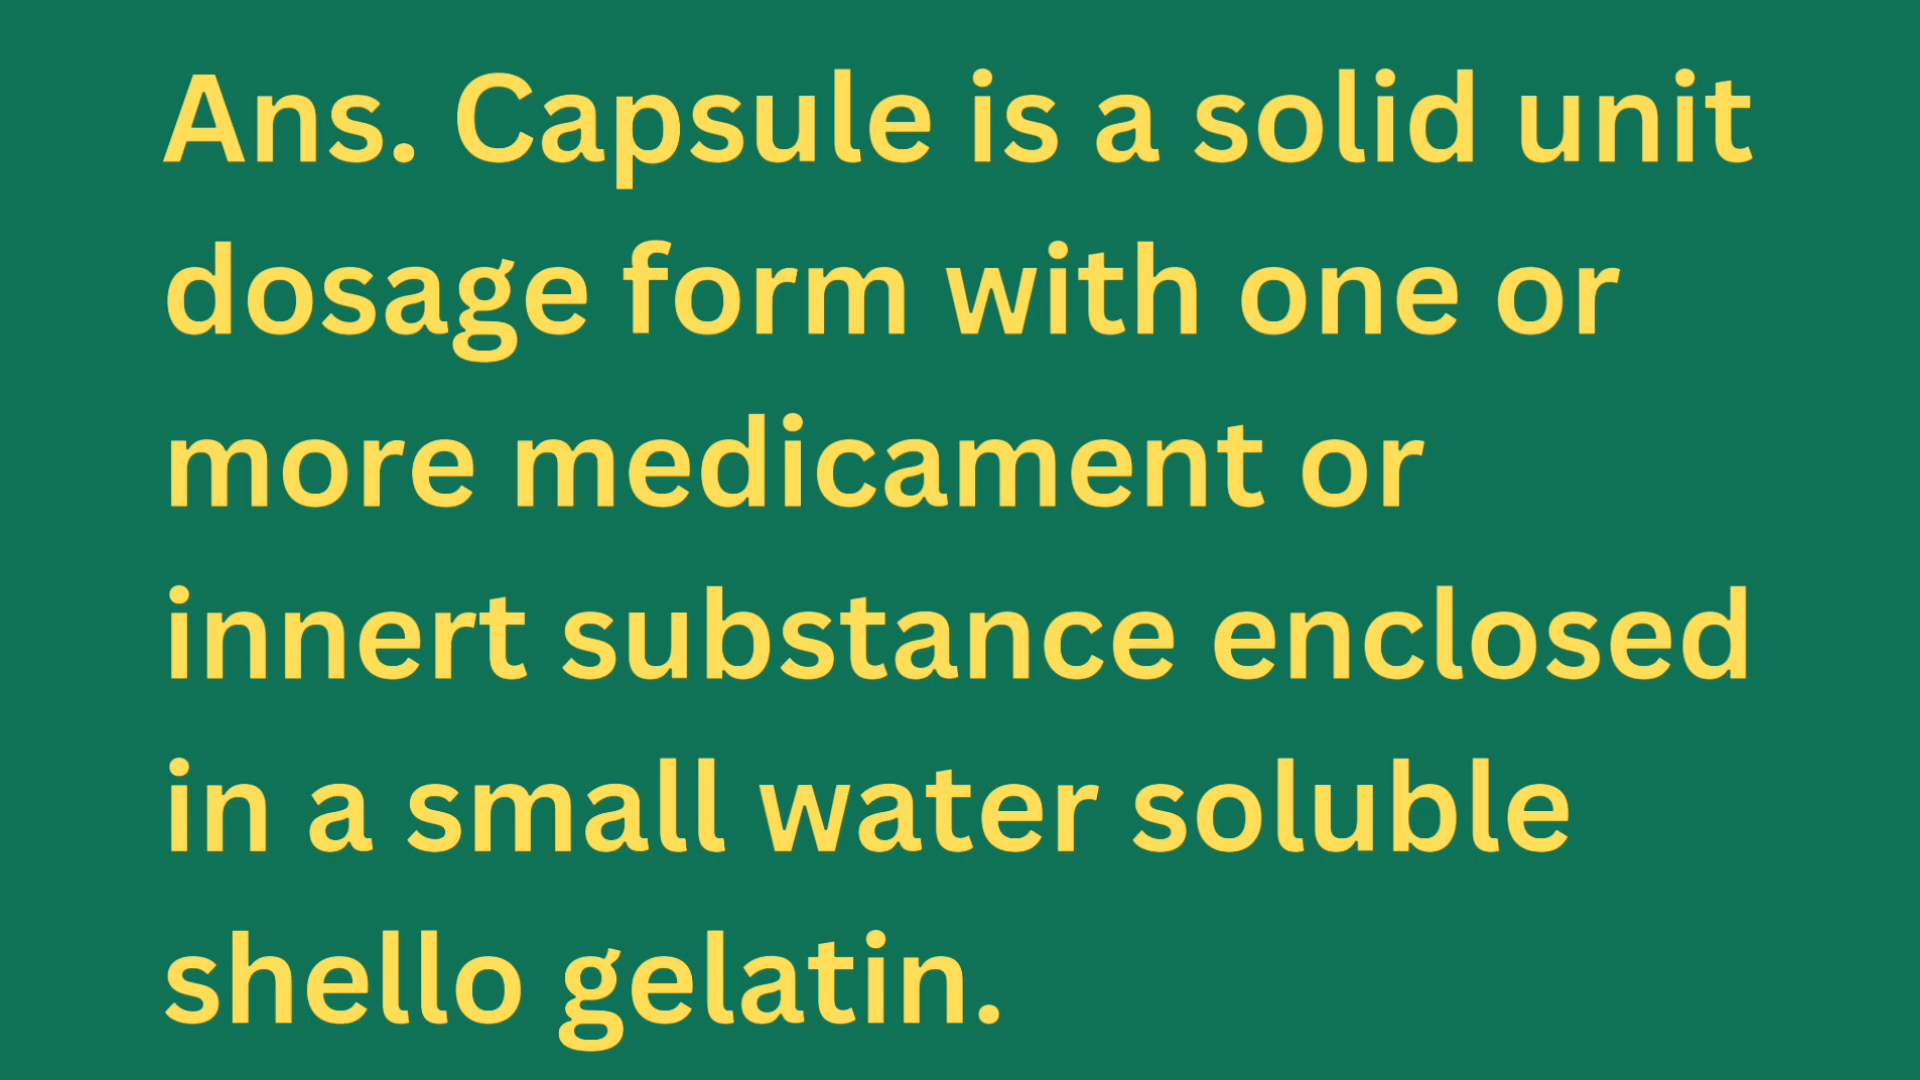 Ans. Capsule is a solid unit
dosage form with one or
more medicament or
innert substance enclosed
in a small water soluble
shello gelatin.